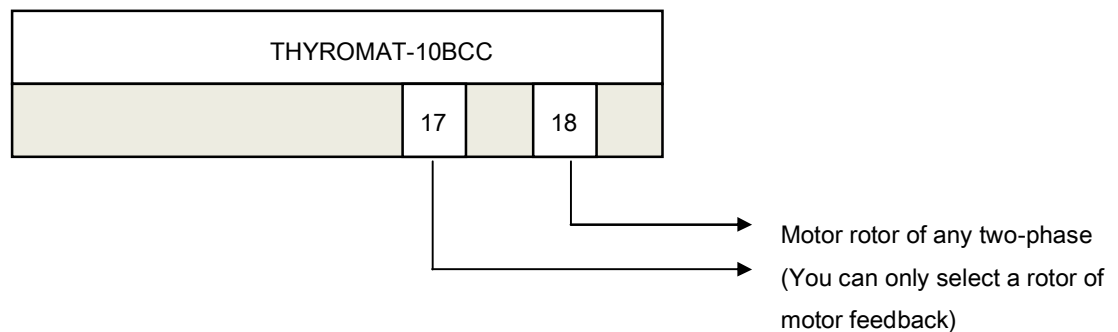 THYROMAT-10BCC
17 18
Motor rotor of any two-phase
(You can only select a rotor of
motor feedback)